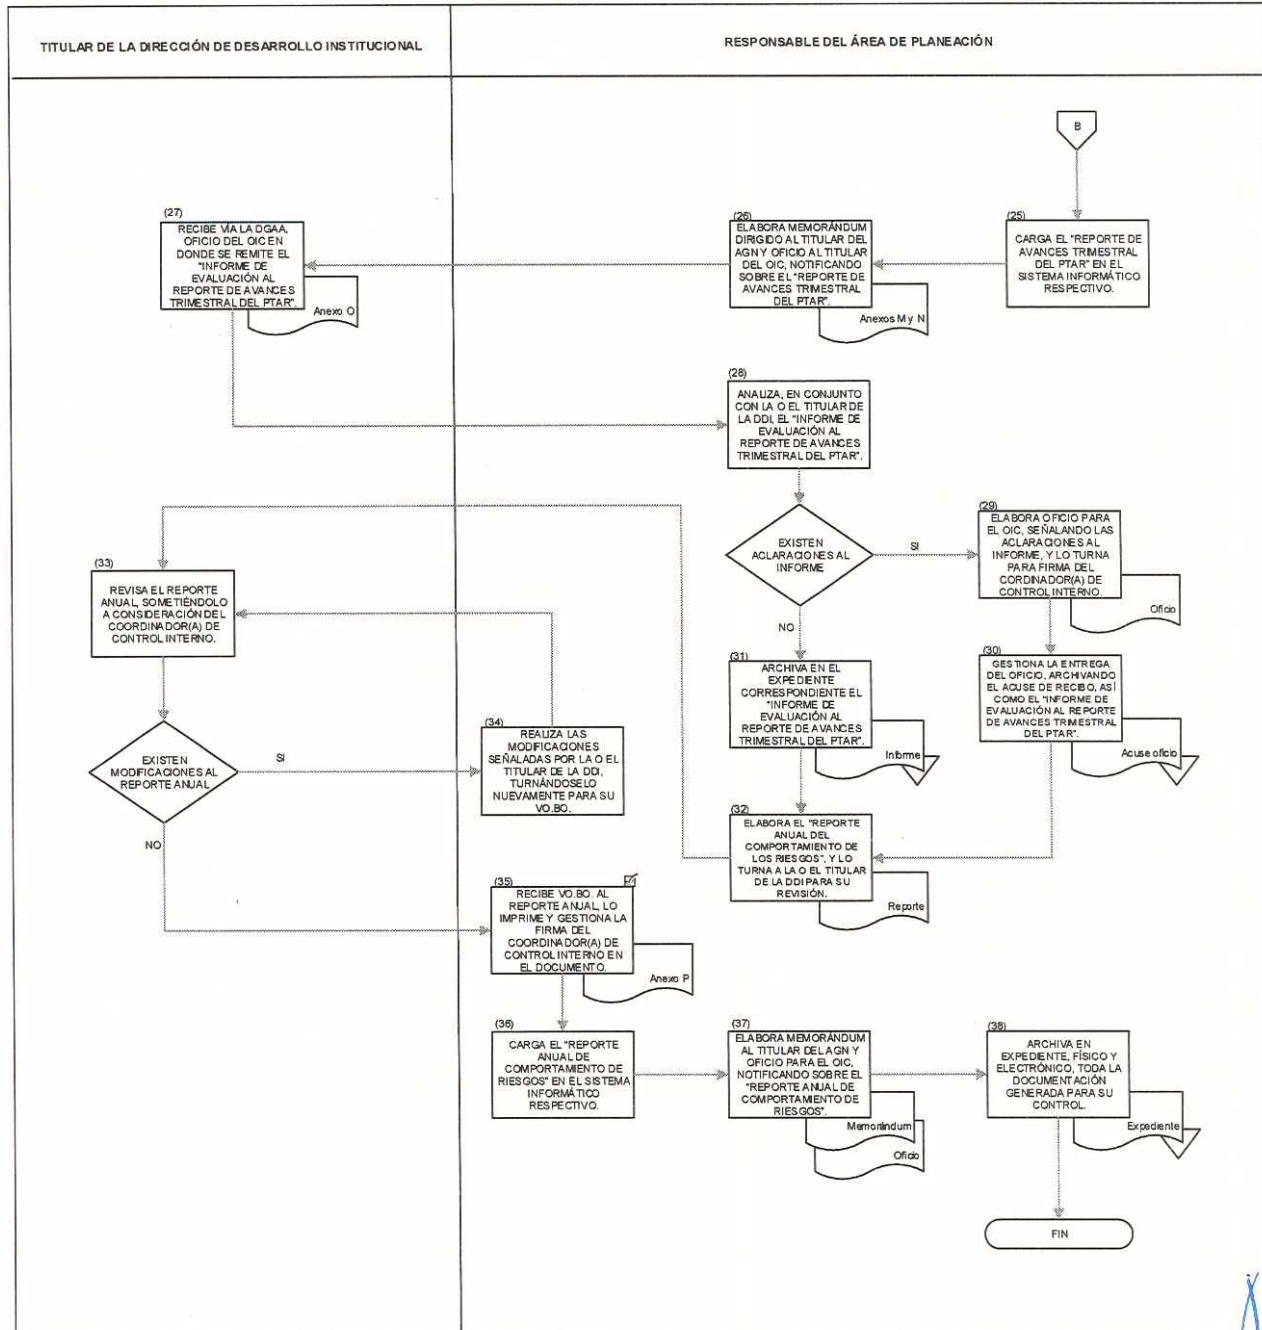 TITULAR DE LA DIRECCIÓN DE DESARROLLO INSTITUCIONAL
RESPONSABLE DEL ÁREA DE PLANEACIÓN
B
(25)
CARGA EL "REPORTE DE
AVANCES TRIMESTRAL
DEL PTAR" EN EL
SISTEMA INFORMÁTICO
RESPECTIVO.
(26)
ELABORA MEMORÁNDUM
DIRIGIDO AL TITULAR DEL
AGN Y OFICIO AL TITULAR
DEL OIC, NOTIFICANDO
SOBRE EL "REPORTE DE
AVANCES TRIMESTRAL
DEL PTAR".
Anexos M y N
(27)
RECIBE VÍA LA DGAA,
OFICIO DEL OIC EN
DONDE SE REMITE EL
"INFORME DE
EVALUACIÓN AL
REPORTE DE AVANCES
TRIMESTRAL DEL PTAR".
Anexo O
(28)
ANALIZA, EN CONJUNTO
CON LA O EL TITULAR DE
LA DDI, EL "INFORME DE
EVALUACIÓN AL
REPORTE DE AVANCES
TRIMESTRAL DEL PTAR".
EXISTEN
ACLARACIONES AL
INFORME
SI
NO
(29)
ELABORA OFICIO PARA
EL OIC, SEÑALANDO LAS
ACLARACIONES AL
INFORME, Y LO TURNA
PARA FIRMA DEL
CORDINADOR(A) DE
CONTROL INTERNO.
Oficio
(30)
GESTIONA LA ENTREGA
DEL OFICIO, ARCHIVANDO
EL ACUSE DE RECIBO, ASÍ
COMO EL "INFORME DE
EVALUACIÓN AL REPORTE
DE AVANCES TRIMESTRAL
DEL PTAR".
Acuse oficio
(31)
ARCHIVA EN EL
EXPEDIENTE
CORRESPONDIENTE EL
"INFORME DE
EVALUACIÓN AL
REPORTE DE AVANCES
TRIMESTRAL DEL PTAR".
Informe
(32)
ELABORA EL "REPORTE
ANUAL DEL
COMPORTAMIENTO DE
LOS RIESGOS", Y LO
TURNA A LA O EL TITULAR
DE LA DDI PARA SU
REVISIÓN.
Reporte
(33)
REVISA EL REPORTE
ANUAL, SOMETIÉNDOLO
A CONSIDERACIÓN DEL
COORDINADOR(A) DE
CONTROL INTERNO.
EXISTEN
MODIFICACIONES AL
REPORTE ANUAL
SI
NO
(34)
REALIZA LAS
MODIFICACIONES
SEÑALADAS POR LA O EL
TITULAR DE LA DDI,
TURNÁNDOSELO
NUEVAMENTE PARA SU
VO.BO.
(35)
RECIBE VO.BO. AL
REPORTE ANUAL, LO
IMPRIME Y GESTIONA LA
FIRMA DEL
COORDINADOR(A) DE
CONTROL INTERNO EN
EL DOCUMENTO.
Anexo P
(36)
CARGA EL "REPORTE
ANUAL DE
COMPORTAMIENTO DE
RIESGOS" EN EL SISTEMA
INFORMÁTICO
RESPECTIVO.
(37)
ELABORA MEMORÁNDUM
AL TITULAR DEL AGN Y
OFICIO PARA EL OIC,
NOTIFICANDO SOBRE EL
"REPORTE ANUAL DE
COMPORTAMIENTO DE
RIESGOS".
Memorándum
Oficio
(38)
ARCHIVA EN
EXPEDIENTE, FÍSICO Y
ELECTRÓNICO, TODA LA
DOCUMENTACIÓN
GENERADA PARA SU
CONTROL.
Expediente
FIN